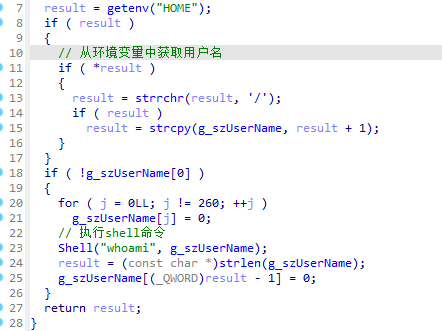 7 result = getenv("HOME");
8 if ( result )
9 {
10 // 从环境变量中获取用户名
11 if ( *result )
12 {
13 result = strrchr(result, '/');
14 if ( result )
15 result = strcpy(g_szUserName, result + 1);
16 }
17 }
18 if ( !g_szUserName[0] )
19 {
20 for ( j = 0LL; j != 260; ++j )
21 g_szUserName[j] = 0;
22 // 执行shell命令
23 Shell("whoami", g_szUserName);
24 result = (const char *)strlen(g_szUserName);
25 g_szUserName[(_QWORD)result - 1] = 0;
26 }
27 return result;
28 }